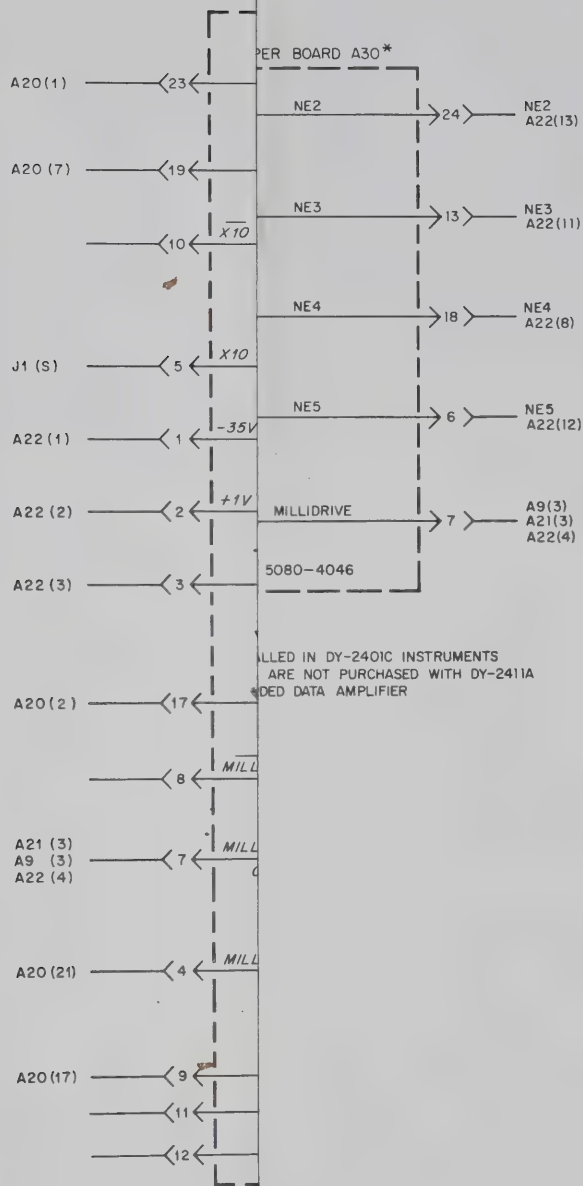 PER BOARD A30*
A20(1) 23
NE2 24 NE2
A22(13)
A20(7) 19
NE3 13 NE3
A22(11)
10 X10
NE4 18 NE4
A22(8)
J1(S) 5 X10
NE5 6 NE5
A22(12)
A22(1) 1 -35V
A22(2) 2 +1V
MILLIDRIVE 7 A9(3)
A21(3)
A22(4)
A22(3) 3
5080-4046
LLED IN DY-2401C INSTRUMENTS
ARE NOT PURCHASED WITH DY-2411A
DED DATA AMPLIFIER
A20(2) 17
8 MILL
A21(3)
A9(3) 7 MILL
A22(4)
A20(21) 4 MILL
A20(17) 9
11
12